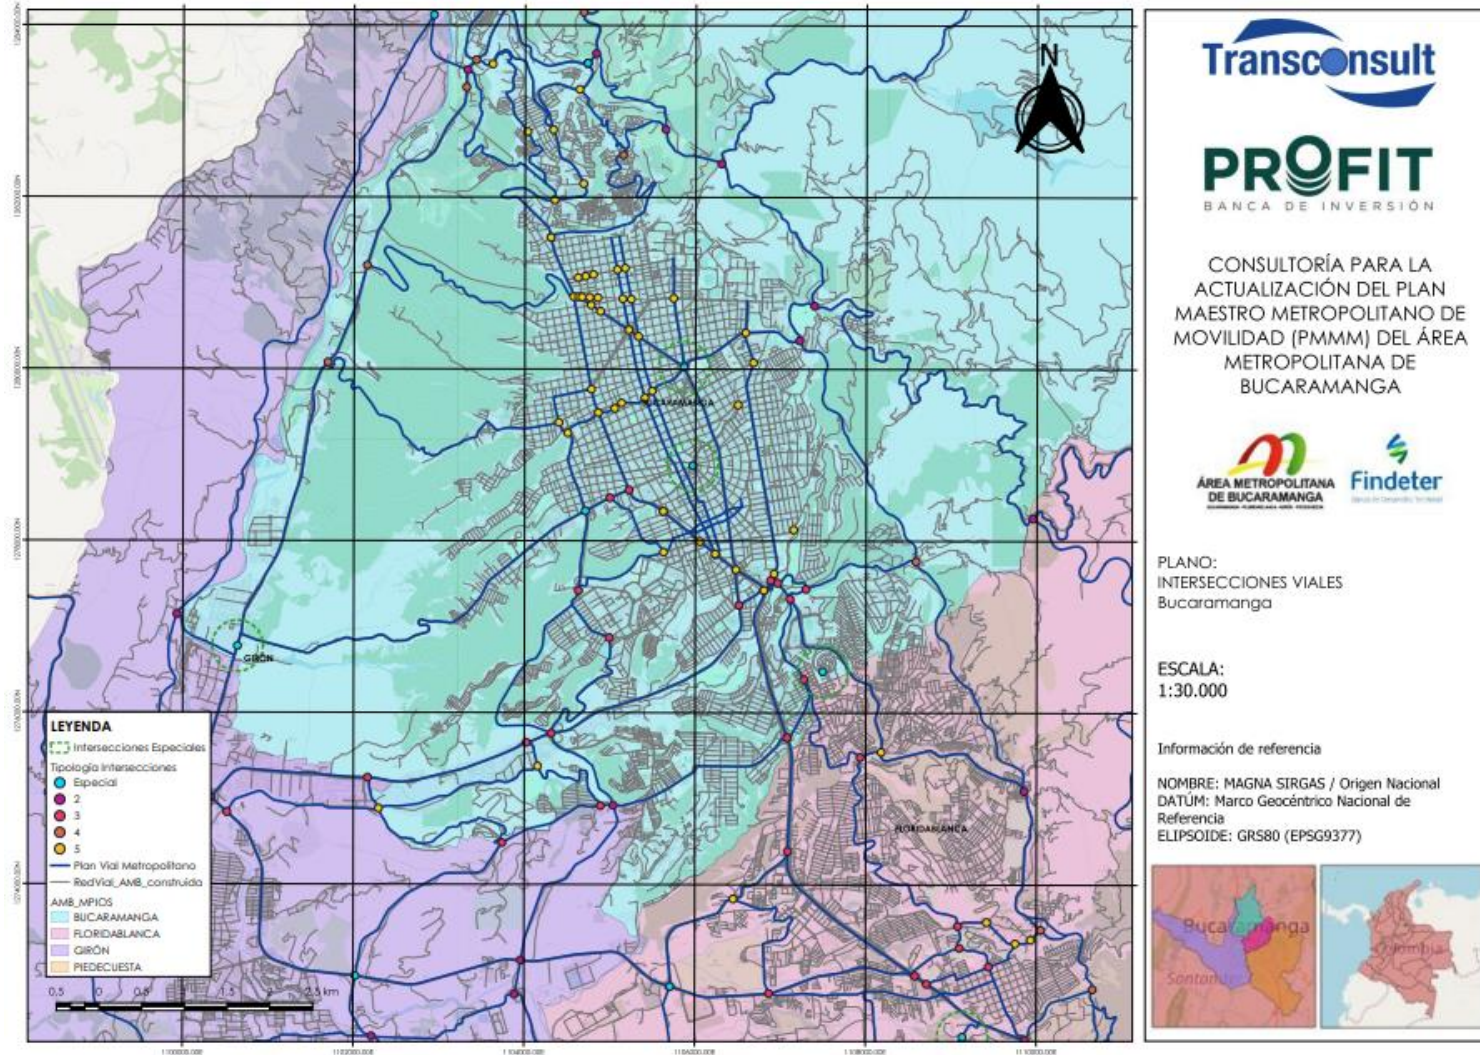 N
BUCARAMANGA
GIRÓN
FLORIDABLANCA
LEYENDA
Intersecciones Especiales
Tipología Intersecciones
Especial
2
3
4
5
Plan Vial Metropolitano
RedVial_AMB_construida
AMB_MPIOS
BUCARAMANGA
FLORIDABLANCA
GIRÓN
PIEDECUESTA
0,5 0 0,5 1 1,5 2 2,5 km
Transconsult
PROFIT
BANCA DE INVERSIÓN
CONSULTORÍA PARA LA
ACTUALIZACIÓN DEL PLAN
MAESTRO METROPOLITANO DE
MOVILIDAD (PMMM) DEL ÁREA
METROPOLITANA DE
BUCARAMANGA
ÁREA METROPOLITANA
DE BUCARAMANGA
Findeter
PLANO:
INTERSECCIONES VIALES
Bucaramanga
ESCALA:
1:30.000
Información de referencia
NOMBRE: MAGNA SIRGAS / Origen Nacional
DATÚM: Marco Geocéntrico Nacional de
Referencia
ELIPSOIDE: GRS80 (EPSG9377)
Bucaramanga
Santander
Colombia